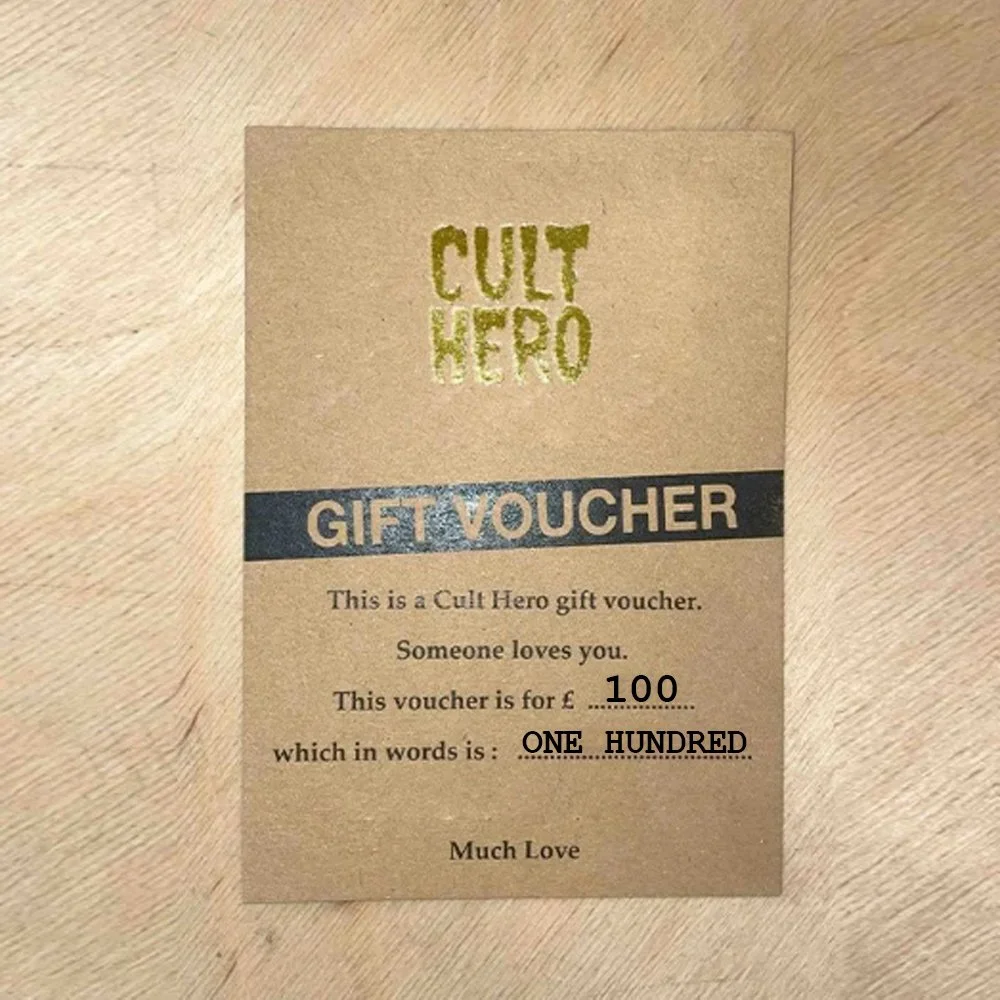 CULT
HERO
GIFT VOUCHER
This is a Cult Hero gift voucher.
Someone loves you.
This voucher is for £ 100
which in words is : ONE HUNDRED
Much Love